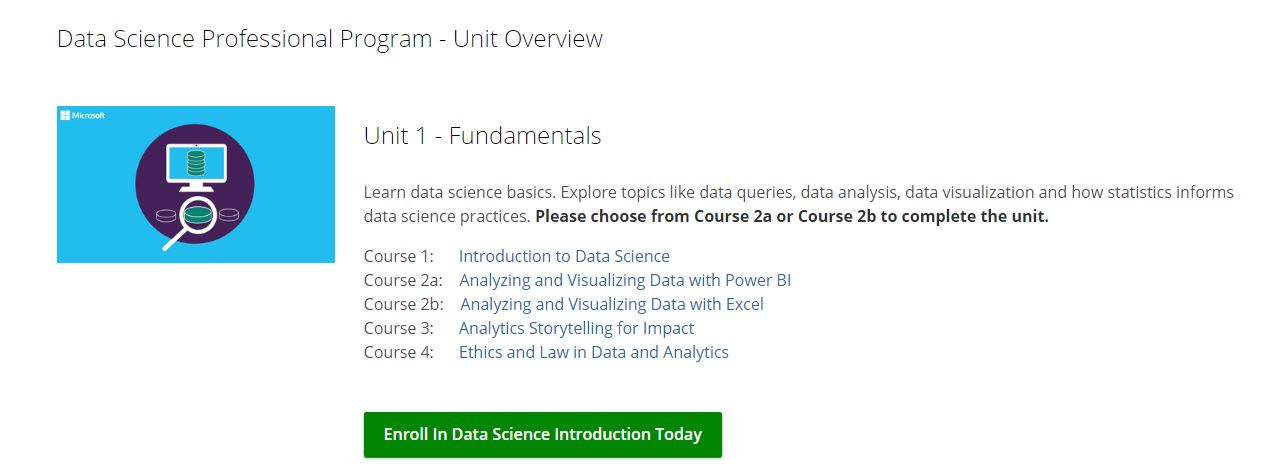 Data Science Professional Program - Unit Overview
Microsoft
Unit 1 - Fundamentals
Learn data science basics. Explore topics like data queries, data analysis, data visualization and how statistics informs
data science practices. Please choose from Course 2a or Course 2b to complete the unit.
Course 1: Introduction to Data Science
Course 2a: Analyzing and Visualizing Data with Power BI
Course 2b: Analyzing and Visualizing Data with Excel
Course 3: Analytics Storytelling for Impact
Course 4: Ethics and Law in Data and Analytics
Enroll In Data Science Introduction Today